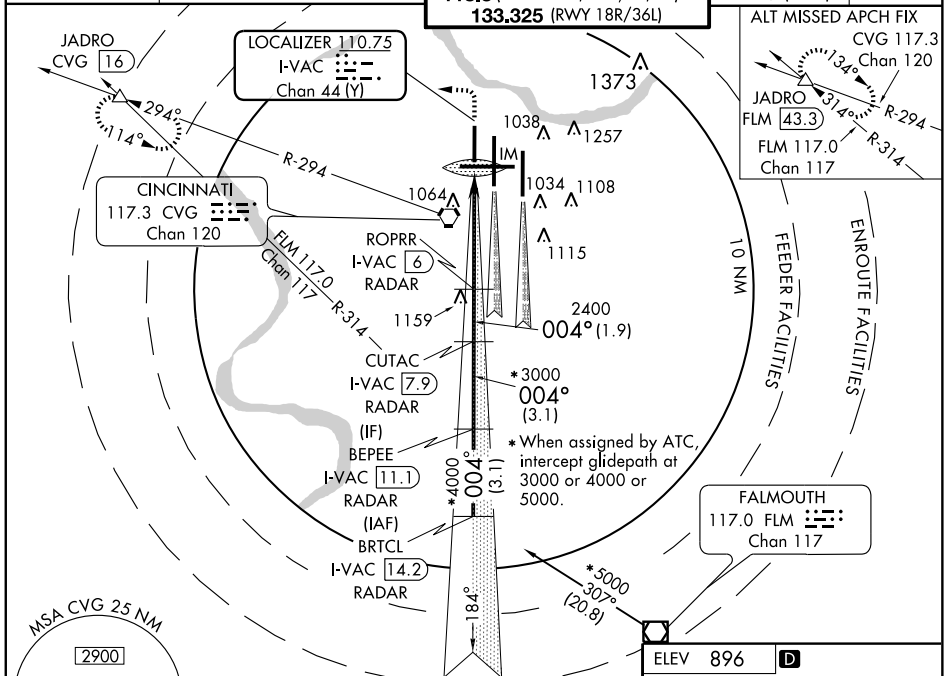 133.325 (RWY 18R/36L)
JADRO
CVG 16
LOCALIZER 110.75
I-VAC
Chan 44 (Y)
1373
ALT MISSED APCH FIX
CVG 117.3
Chan 120
134°
314°
JADRO
FLM 43.3
R-294
R-314
FLM 117.0
Chan 117
294°
114°
R-294
1038
1257
IM
1034
1108
1064
1115
CINCINNATI
117.3 CVG
Chan 120
FLM 117.0
Chan 117
R-314
ROPRR
I-VAC 6
RADAR
1159
2400
004° (1.9)
10 NM
FEEDER FACILITIES
ENROUTE FACILITIES
CUTAC
I-VAC 7.9
RADAR
*3000
004°
(3.1)
(IF)
BEPEE
I-VAC 11.1
RADAR
*4000
004°
(3.1)
* When assigned by ATC,
intercept glidepath at
3000 or 4000 or
5000.
(IAF)
BRTCL
I-VAC 14.2
RADAR
FALMOUTH
117.0 FLM
Chan 117
*5000
307°
(20.8)
184°
MSA CVG 25 NM
2900
ELEV 896 D